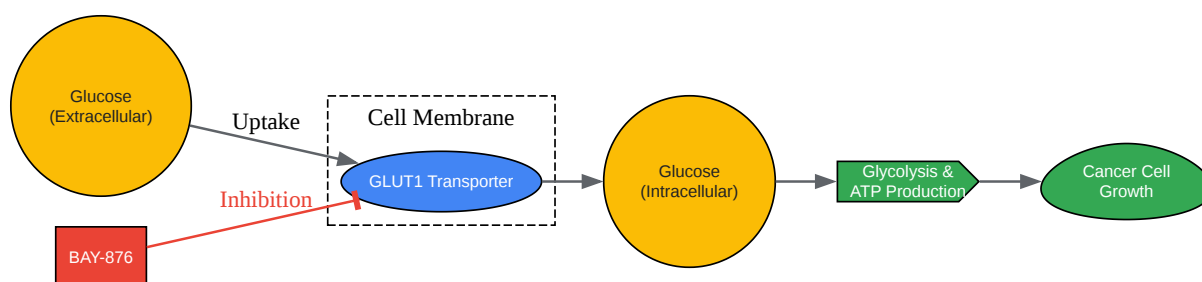 Glucose
(Extracellular)
Uptake
Cell Membrane
GLUT1 Transporter
Inhibition
BAY-876
Glucose
(Intracellular)
Glycolysis &
ATP Production
Cancer Cell
Growth